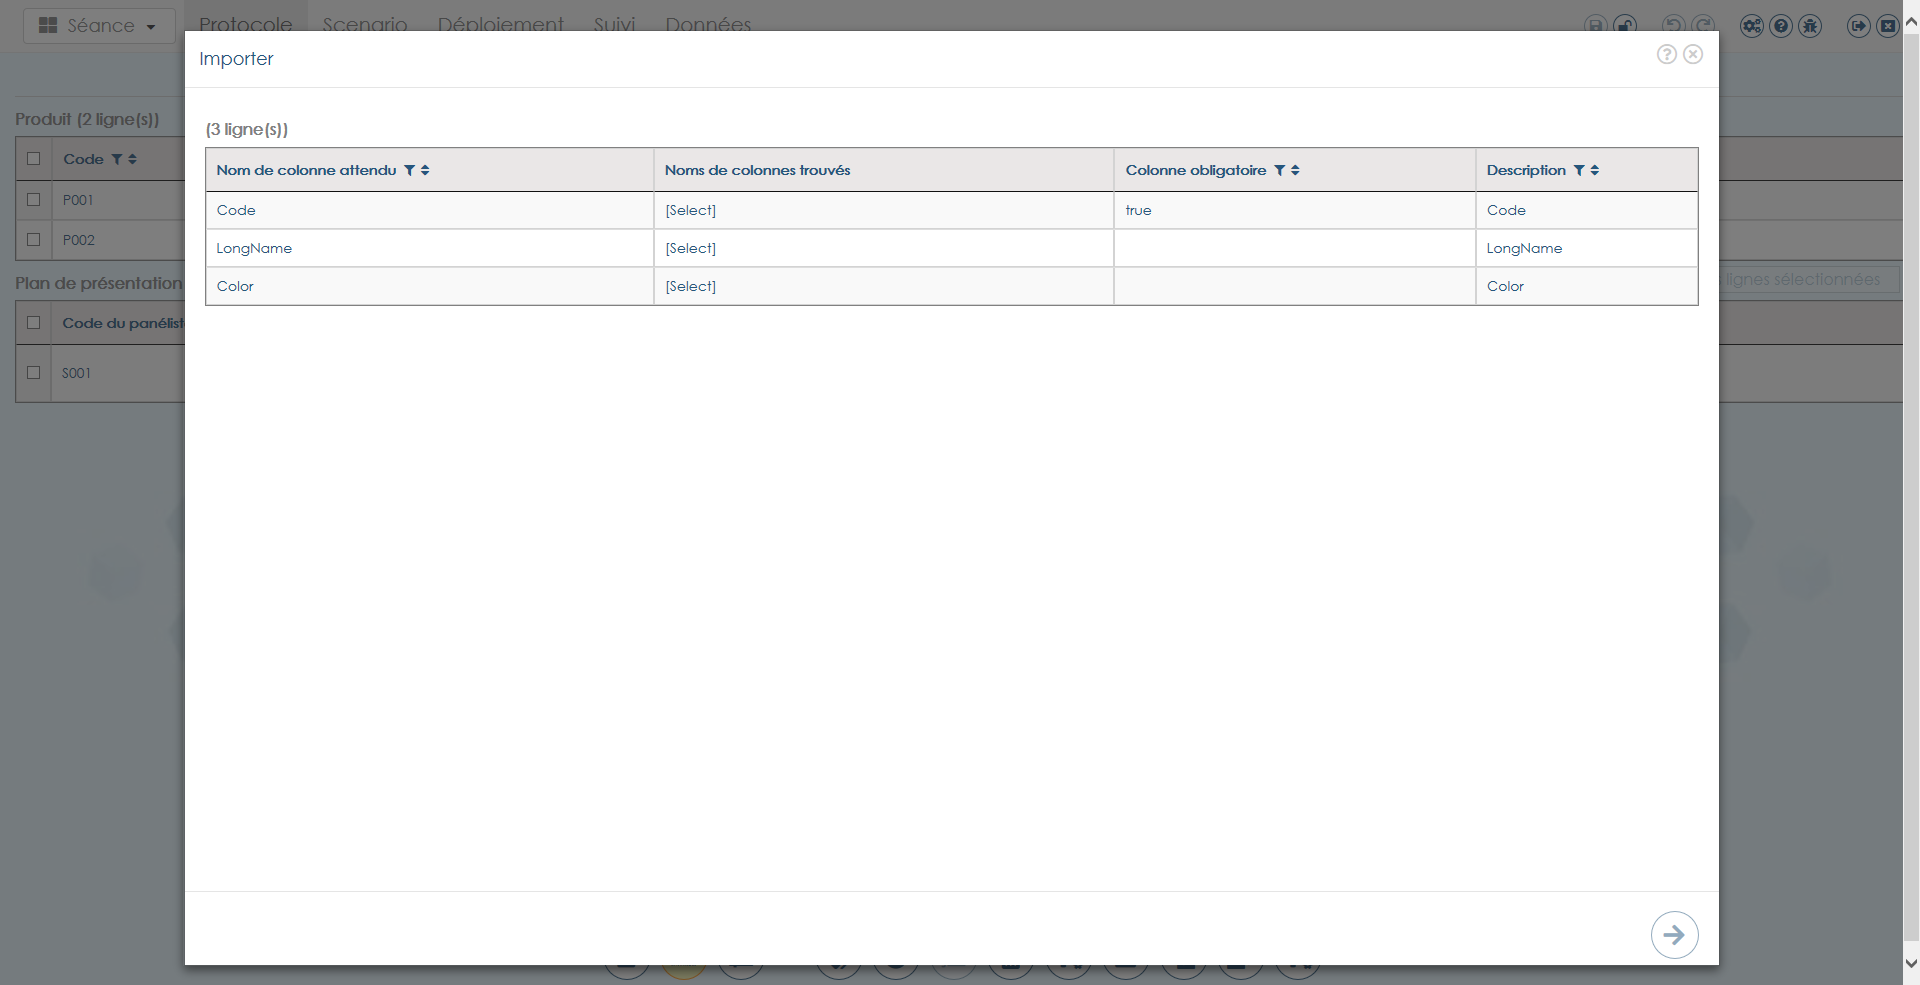 Séance
Protocole
Scenario
Déploiement
Suivi
Données
Importer
(3 ligne(s))
Nom de colonne attendu
Noms de colonnes trouvés
Colonne obligatoire
Description
Code
[Select]
true
Code
LongName
[Select]
LongName
Color
[Select]
Color
Produit (2 ligne(s))
Code
P001
P002
Plan de présentation
lignes sélectionnées
Code du panélist
S001